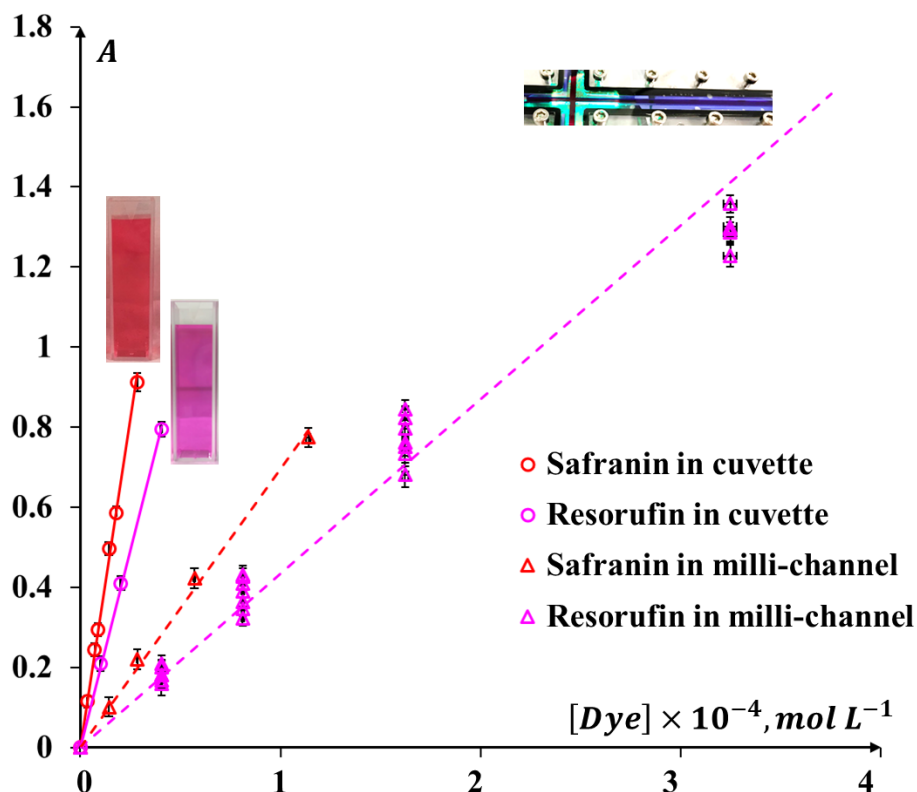 1.8
A
1.6
1.4
1.2
1
0.8
0.6
0.4
0.2
0
Safranin in cuvette
Resorufin in cuvette
Safranin in milli-channel
Resorufin in milli-channel
[Dye] × 10⁻⁴, mol L⁻¹
0 1 2 3 4